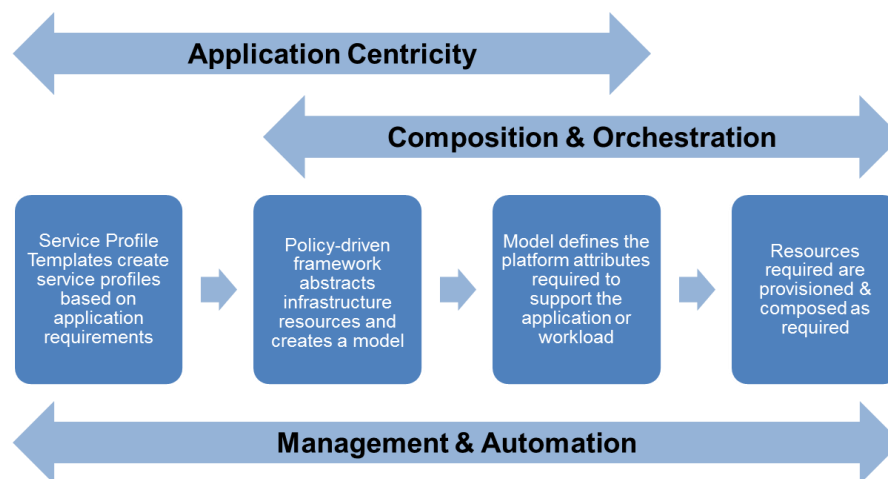 Application Centricity
Composition & Orchestration
Service Profile
Templates create
service profiles
based on
application
requirements
Policy-driven
framework
abstracts
infrastructure
resources and
creates a model
Model defines the
platform attributes
required to
support the
application or
workload
Resources
required are
provisioned &
composed as
required
Management & Automation